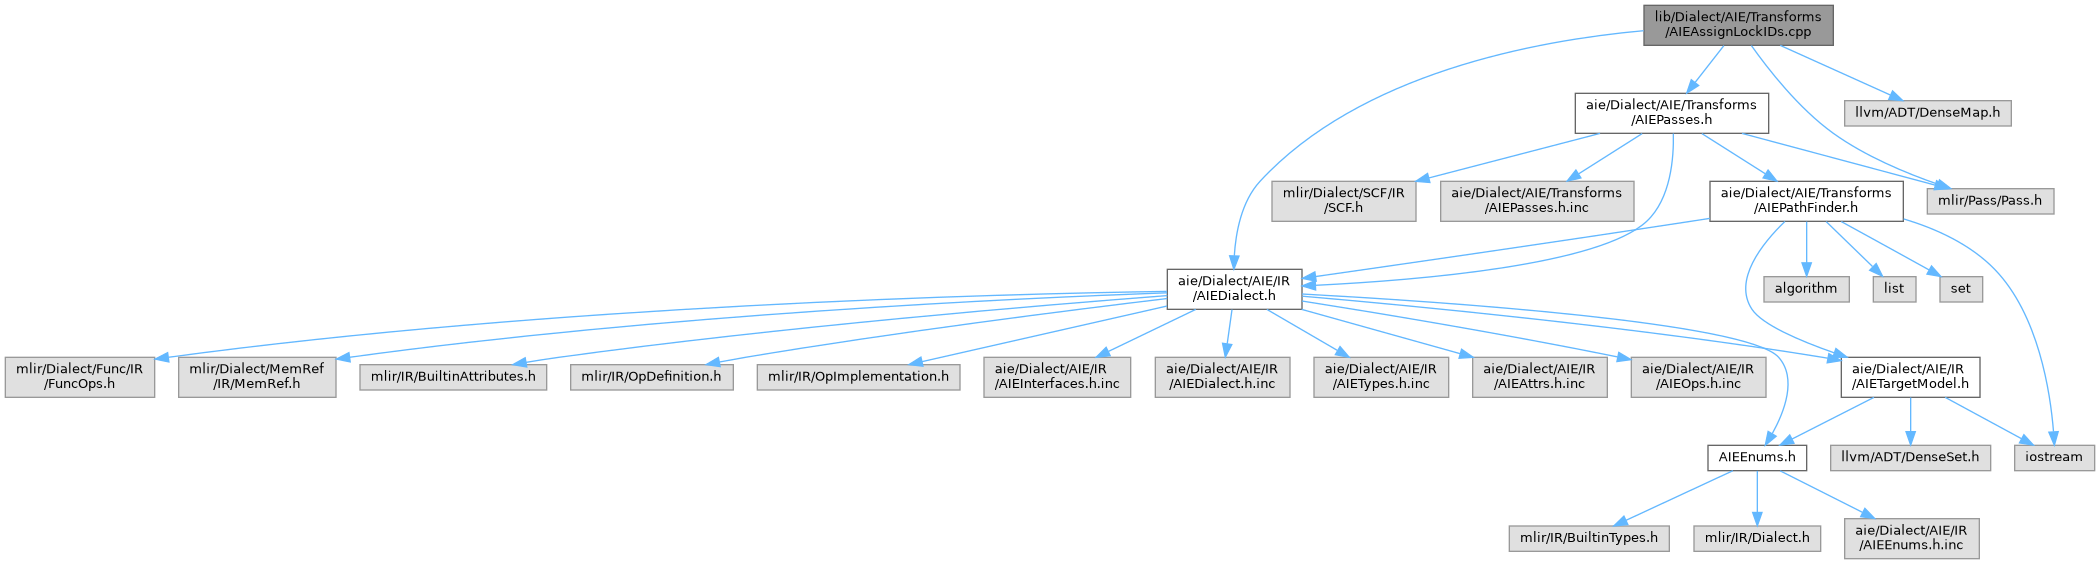 lib/Dialect/AIE/Transforms
/AIEAssignLockIDs.cpp
aie/Dialect/AIE/Transforms
/AIEPasses.h
llvm/ADT/DenseMap.h
mlir/Dialect/SCF/IR
/SCF.h
aie/Dialect/AIE/Transforms
/AIEPasses.h.inc
aie/Dialect/AIE/Transforms
/AIEPathFinder.h
mlir/Pass/Pass.h
aie/Dialect/AIE/IR
/AIEDialect.h
algorithm
list
set
mlir/Dialect/Func/IR
/FuncOps.h
mlir/Dialect/MemRef
/IR/MemRef.h
mlir/IR/BuiltinAttributes.h
mlir/IR/OpDefinition.h
mlir/IR/OpImplementation.h
aie/Dialect/AIE/IR
/AIEInterfaces.h.inc
aie/Dialect/AIE/IR
/AIEDialect.h.inc
aie/Dialect/AIE/IR
/AIETypes.h.inc
aie/Dialect/AIE/IR
/AIEAttrs.h.inc
aie/Dialect/AIE/IR
/AIEOps.h.inc
aie/Dialect/AIE/IR
/AIETargetModel.h
AIEEnums.h
llvm/ADT/DenseSet.h
iostream
mlir/IR/BuiltinTypes.h
mlir/IR/Dialect.h
aie/Dialect/AIE/IR
/AIEEnums.h.inc